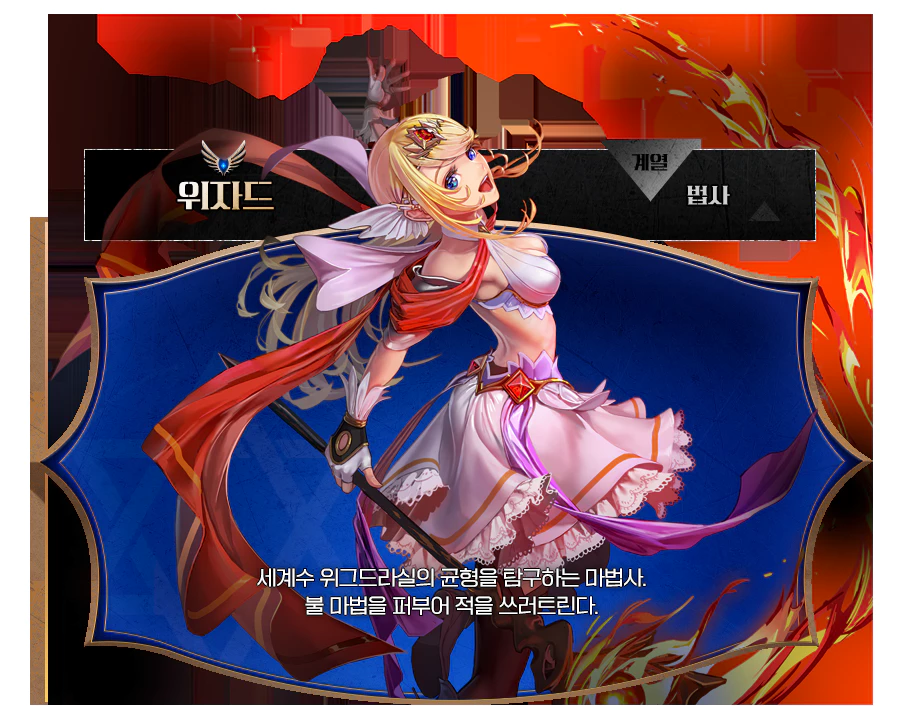 위자드
계열
법사
세계수 위그드라실의 균형을 탐구하는 마법사.
불 마법을 퍼부어 적을 쓰러트린다.